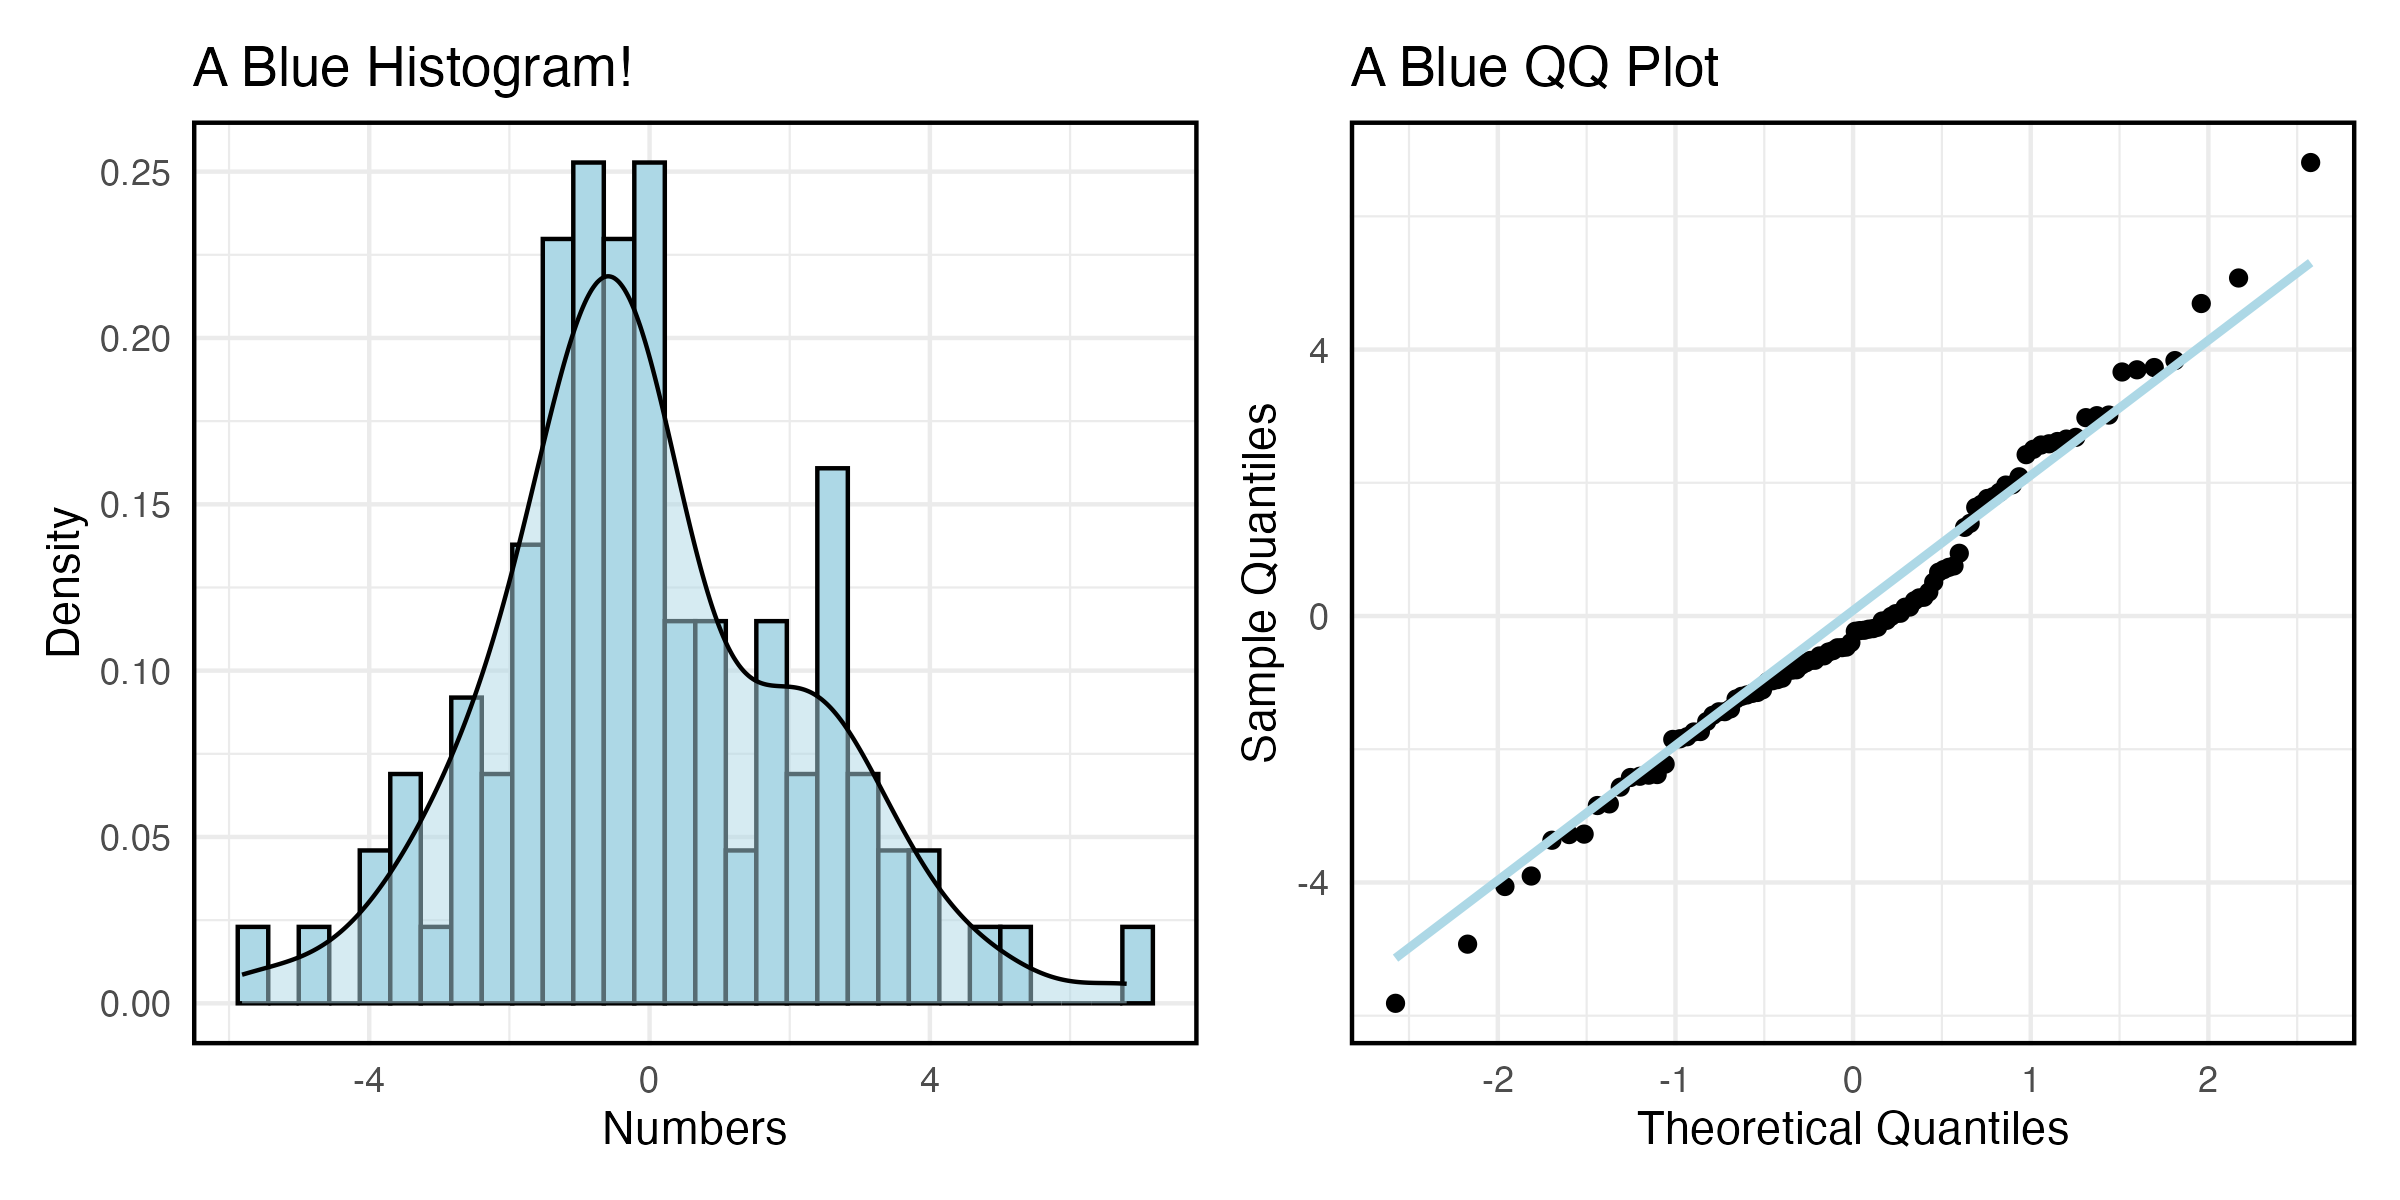 A Blue Histogram!
Density
0.25
0.20
0.15
0.10
0.05
0.00
-4 0 4
Numbers
A Blue QQ Plot
Sample Quantiles
4
0
-4
-2 -1 0 1 2
Theoretical Quantiles